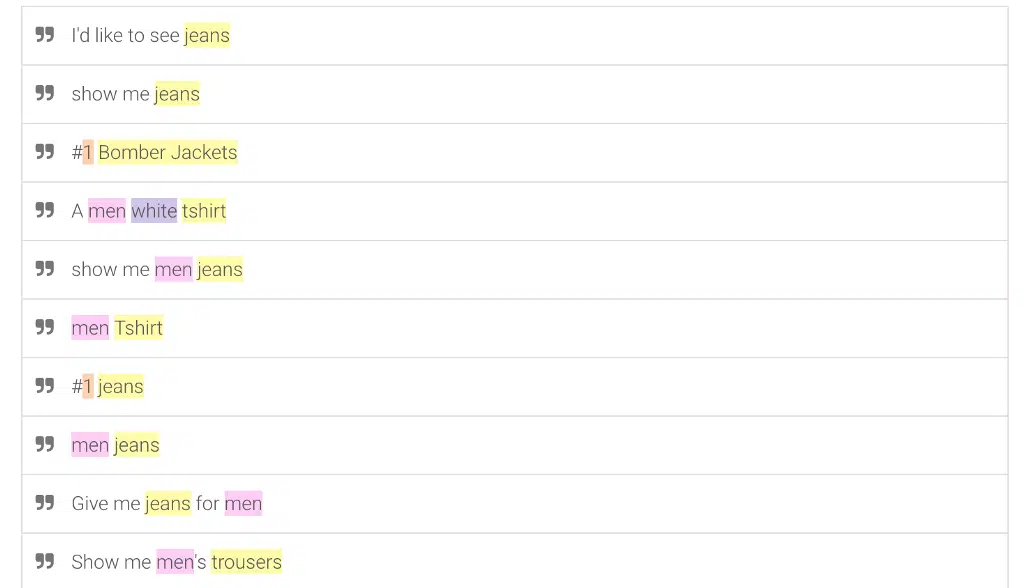 I'd like to see jeans
show me jeans
#1 Bomber Jackets
A men white tshirt
show me men jeans
men Tshirt
#1 jeans
men jeans
Give me jeans for men
Show me men's trousers